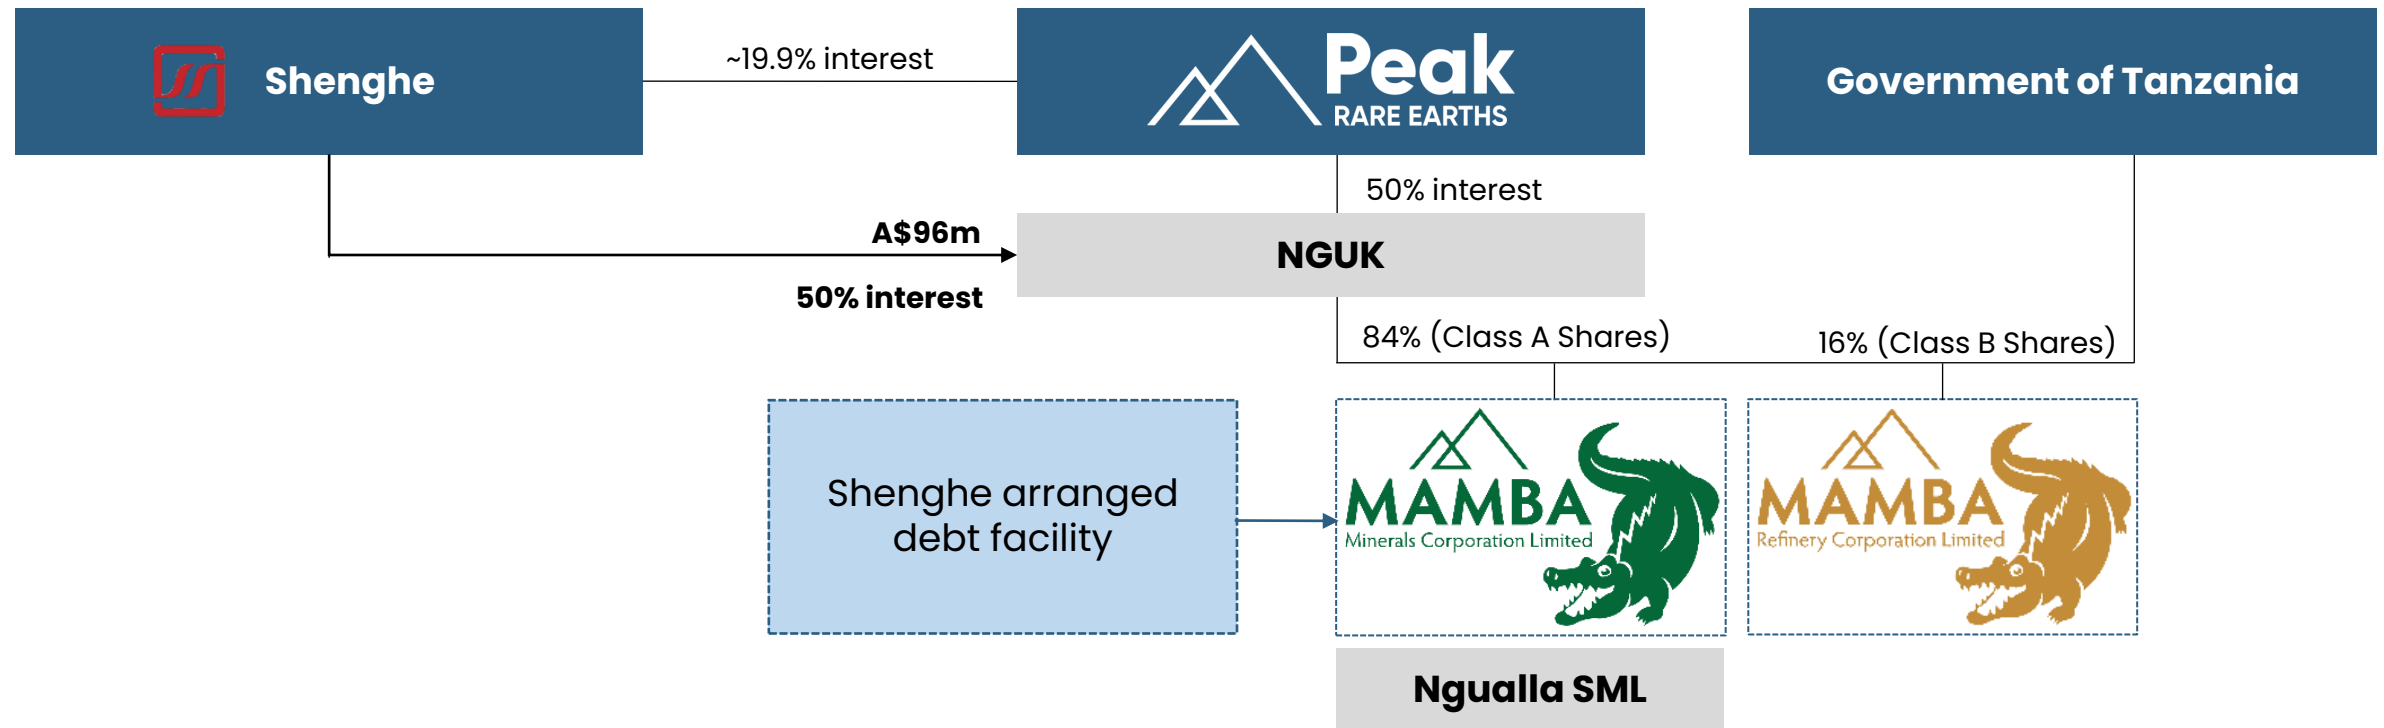 Shenghe
~19.9% interest
Peak
RARE EARTHS
Government of Tanzania
50% interest
A$96m
NGUK
50% interest
84% (Class A Shares)
16% (Class B Shares)
Shenghe arranged
debt facility
MAMBA
Minerals Corporation Limited
MAMBA
Refinery Corporation Limited
Ngualla SML